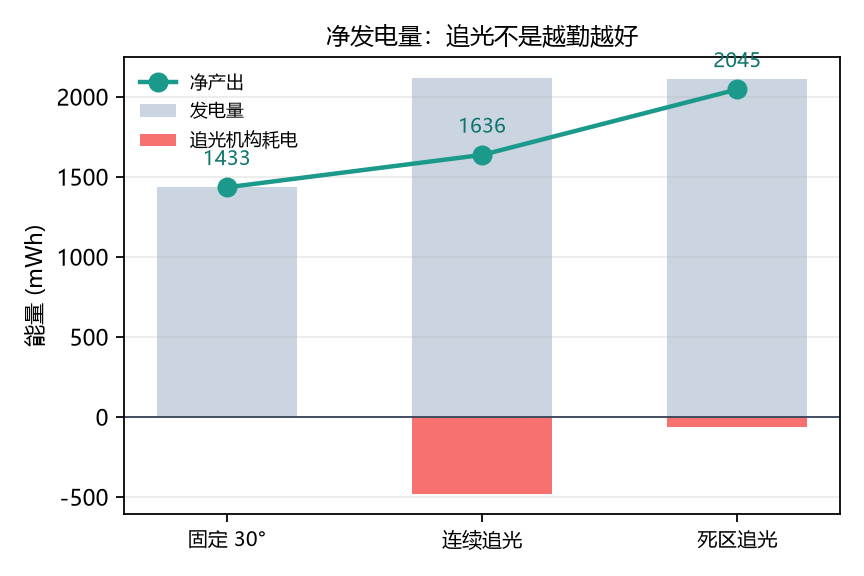 净发电量：追光不是越勤越好
净产出
发电量
追光机构耗电
1433
1636
2045
能量 (mWh)
2000
1500
1000
500
0
-500
固定 30°
连续追光
死区追光